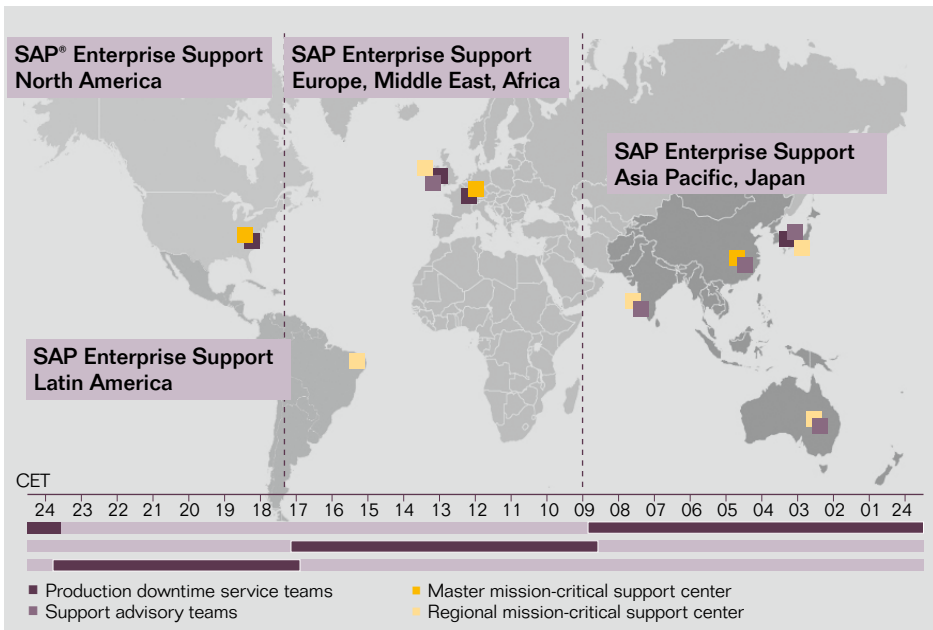 SAP® Enterprise Support
North America
SAP Enterprise Support
Europe, Middle East, Africa
SAP Enterprise Support
Asia Pacific, Japan
SAP Enterprise Support
Latin America
CET
24 23 22 21 20 19 18 17 16 15 14 13 12 11 10 09 08 07 06 05 04 03 02 01 24
Production downtime service teams
Support advisory teams
Master mission-critical support center
Regional mission-critical support center